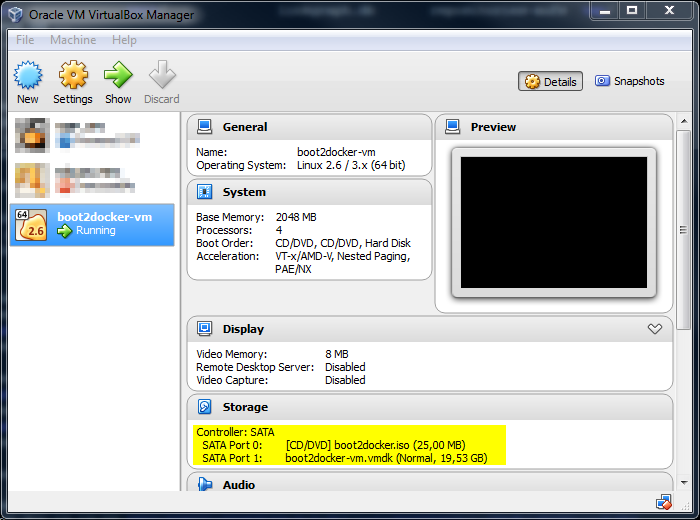 Oracle VM VirtualBox Manager
File Machine Help
New Settings Show Discard
Details Snapshots
General
Name: boot2docker-vm
Operating System: Linux 2.6 / 3.x (64 bit)
Preview
64
2.6
boot2docker-vm
Running
System
Base Memory: 2048 MB
Processors: 4
Boot Order: CD/DVD, CD/DVD, Hard Disk
Acceleration: VT-x/AMD-V, Nested Paging,
PAE/NX
Display
Video Memory: 8 MB
Remote Desktop Server: Disabled
Video Capture: Disabled
Storage
Controller: SATA
SATA Port 0: [CD/DVD] boot2docker.iso (25,00 MB)
SATA Port 1: boot2docker-vm.vmdk (Normal, 19,53 GB)
Audio